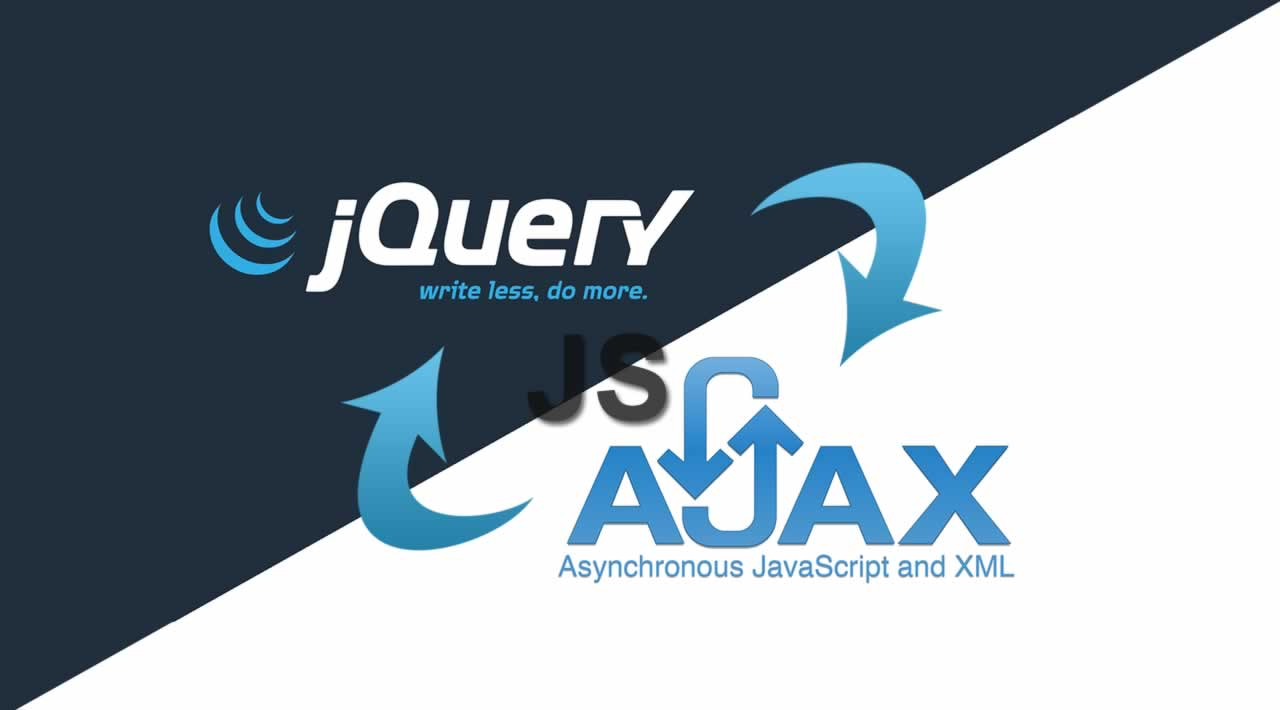 jQuery
write less, do more.
JS
AJAX
Asynchronous JavaScript and XML